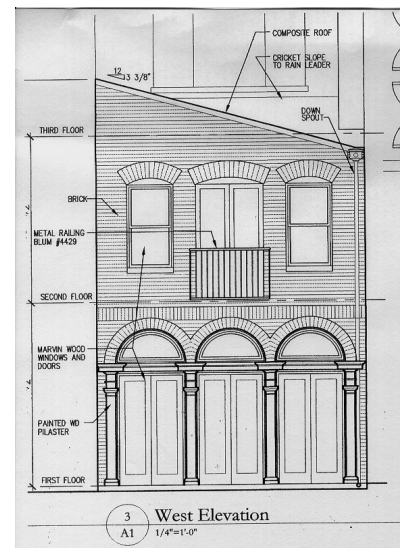 COMPOSITE ROOF
12
3 3/8"
CRICKET SLOPE
TO RAIN LEADER
DOWN
SPOUT
THIRD FLOOR
BRICK
METAL RAILING
BLUM #4429
SECOND FLOOR
MARVIN WOOD
WINDOWS AND
DOORS
PAINTED WD
PILASTER
FIRST FLOOR
3
A1
West Elevation
1/4"=1'-0"